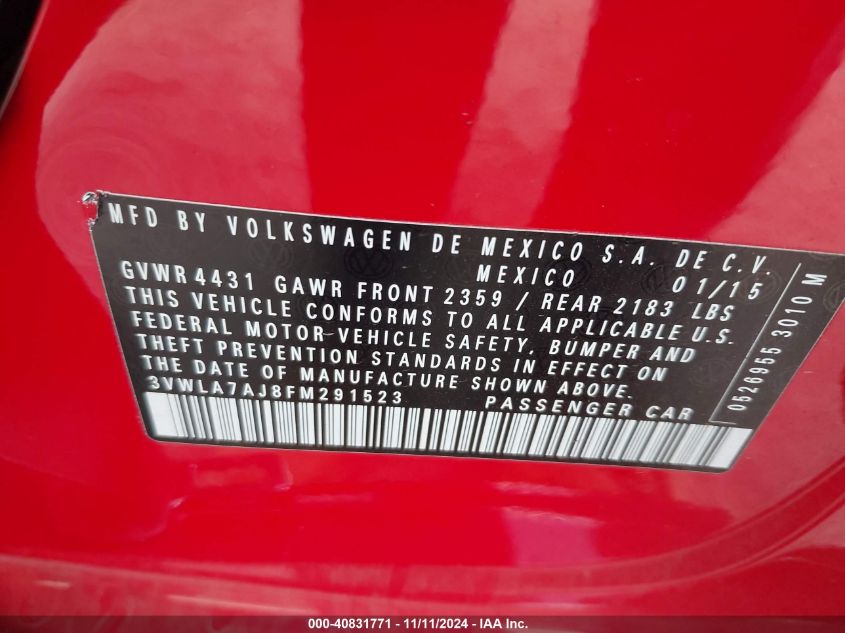 MFD BY VOLKSWAGEN DE MEXICO S.A. DE C.V.
MEXICO 01/15
GVWR 4431 GAWR FRONT 2359 / REAR 2183 LBS
THIS VEHICLE CONFORMS TO ALL APPLICABLE U.S.
FEDERAL MOTOR VEHICLE SAFETY, BUMPER AND
THEFT PREVENTION STANDARDS IN EFFECT ON
THE DATE OF MANUFACTURE SHOWN ABOVE.
3VWLA7AJ8FM291523 PASSENGER CAR
0526955 3010 M
000-40831771 - 11/11/2024 - IAA Inc.